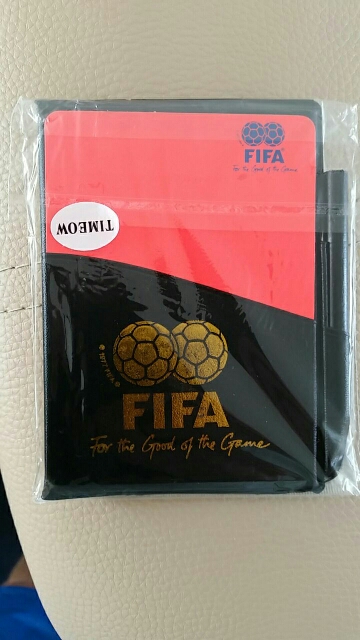 FIFA
For the Good of the Game
TIMEOW
FIFA
For the Good of the Game